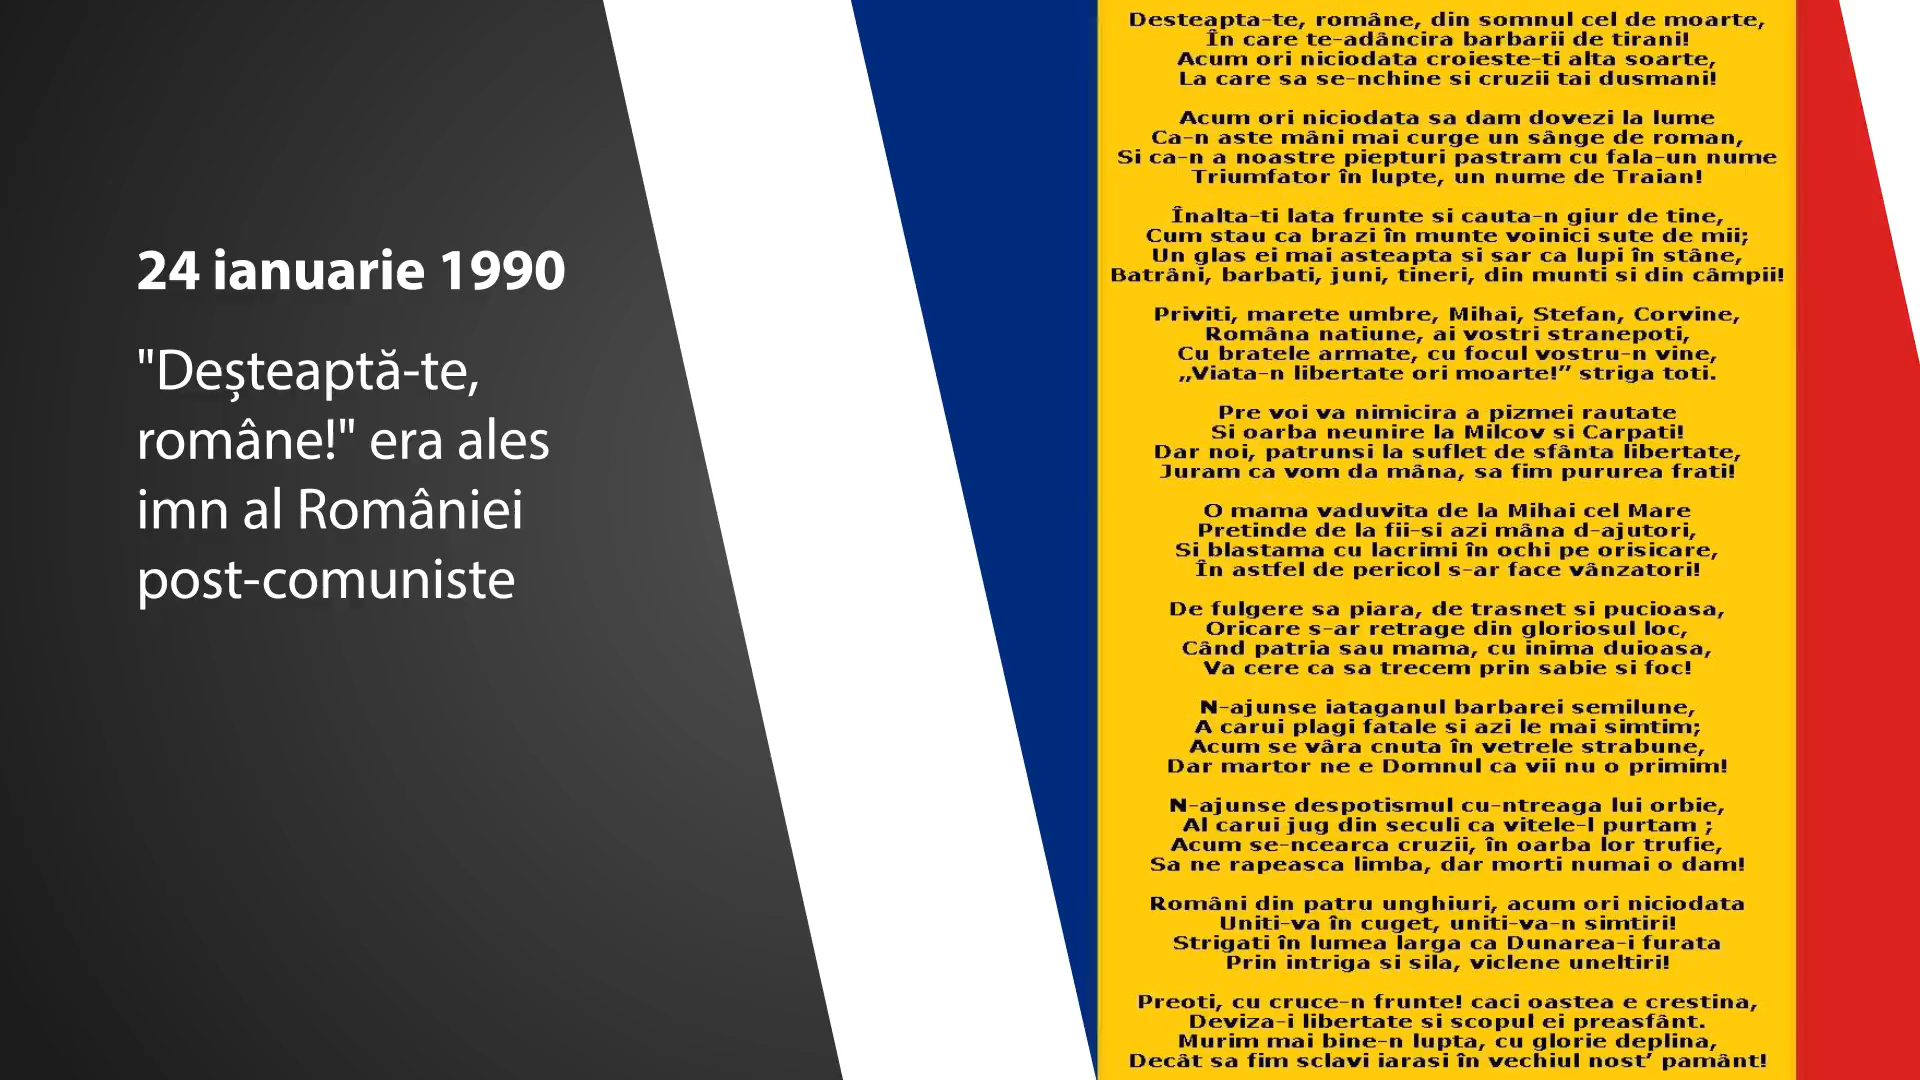 24 ianuarie 1990
"Deșteaptă-te,
române!" era ales
imn al României
post-comuniste
Desteapta-te, române, din somnul cel de moarte,
În care te-adâncira barbarii de tirani!
Acum ori niciodata croieste-ti alta soarte,
La care sa se-nchine si cruzii tai dusmani!
Acum ori niciodata sa dam dovezi la lume
Ca-n aste mâni mai curge un sânge de roman,
Si ca-n a noastre piepturi pastram cu fala-un nume
Triumfator în lupte, un nume de Traian!
Înalta-ti lata frunte si cauta-n giur de tine,
Cum stau ca brazi în munte voinici sute de mii;
Un glas ei mai asteapta si sar ca lupi în stâne,
Batrâni, barbati, juni, tineri, din munti si din câmpii!
Priviti, marete umbre, Mihai, Stefan, Corvine,
Româna natiune, ai vostri stranepoti,
Cu bratele armate, cu focul vostru-n vine,
„Viata-n libertate ori moarte!” striga toti.
Pre voi va nimicira a pizmei rautate
Si oarba neunire la Milcov si Carpati!
Dar noi, patrunsi la suflet de sfânta libertate,
Juram ca vom da mâna, sa fim pururea frati!
O mama vaduvita de la Mihai cel Mare
Pretinde de la fii-si azi mâna d-ajutori,
Si blastama cu lacrimi în ochi pe orisicare,
În astfel de pericol s-ar face vânzatori!
De fulgere sa piara, de trasnet si pucioasa,
Oricare s-ar retrage din gloriosul loc,
Când patria sau mama, cu inima duioasa,
Va cere ca sa trecem prin sabie si foc!
N-ajunse iataganul barbarei semilune,
A carui plagi fatale si azi le mai simtim;
Acum se vâra cnuta în vetrele strabune,
Dar martor ne e Domnul ca vii nu o primim!
N-ajunse despotismul cu-ntreaga lui orbie,
Al carui jug din seculi ca vitele-l purtam ;
Acum se-ncearca cruzii, în oarba lor trufie,
Sa ne rapeasca limba, dar morti numai o dam!
Români din patru unghiuri, acum ori niciodata
Uniti-va în cuget, uniti-va-n simtiri!
Strigati în lumea larga ca Dunarea-i furata
Prin intriga si sila, viclene uneltiri!
Preoti, cu cruce-n frunte! caci oastea e crestina,
Deviza-i libertate si scopul ei preasfânt.
Murim mai bine-n lupta, cu glorie deplina,
Decât sa fim sclavi iarasi în vechiul nost’ pamânt!